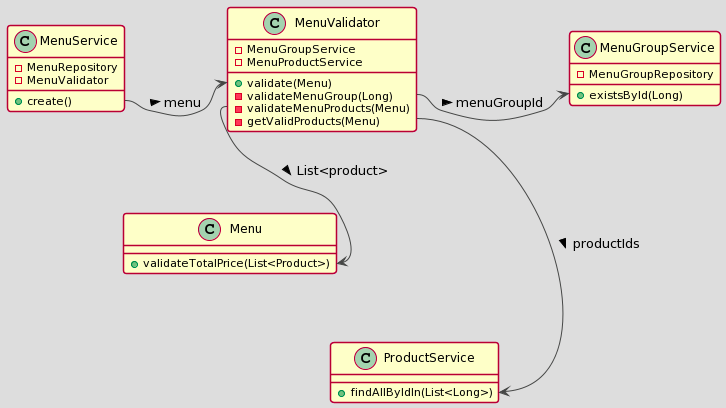 C MenuService
MenuRepository
MenuValidator
create()
menu
C MenuValidator
MenuGroupService
MenuProductService
validate(Menu)
validateMenuGroup(Long)
validateMenuProducts(Menu)
getValidProducts(Menu)
menuGroupId
C MenuGroupService
MenuGroupRepository
existsById(Long)
List<product>
C Menu
validateTotalPrice(List<Product>)
productIds
C ProductService
findAllByIdIn(List<Long>)